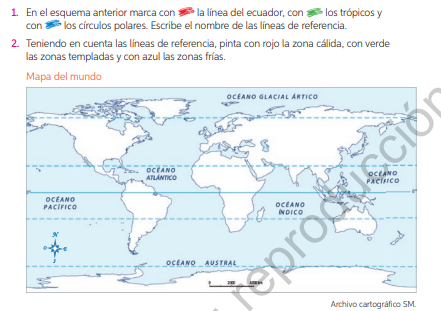 1. En el esquema anterior marca con la línea del ecuador, con los trópicos y
con los círculos polares. Escribe el nombre de las líneas de referencia.
2. Teniendo en cuenta las líneas de referencia, pinta con rojo la zona cálida, con verde
las zonas templadas y con azul las zonas frías.
Mapa del mundo
OCÉANO GLACIAL ÁRTICO
OCÉANO
ATLÁNTICO
OCÉANO
PACÍFICO
OCÉANO
PACÍFICO
OCÉANO
ÍNDICO
N
O E
S
OCÉANO AUSTRAL
reproducción
Archivo cartográfico SM.